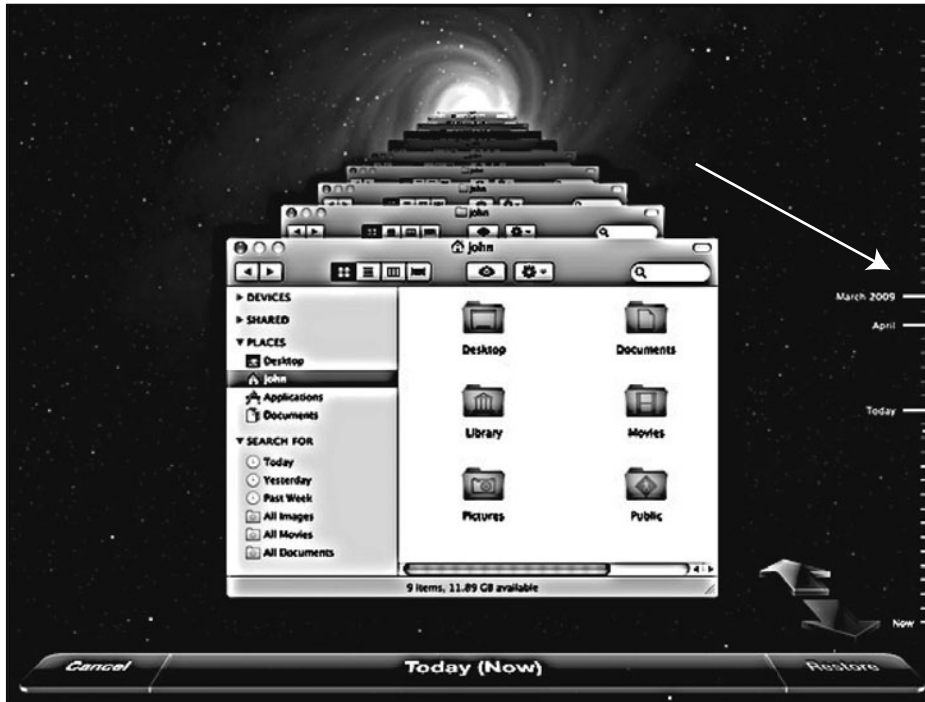 john
john
john
john
DEVICES
SHARED
PLACES
Desktop
john
Applications
Documents
SEARCH FOR
Today
Yesterday
Past Week
All Images
All Movies
All Documents
Desktop
Documents
Library
Movies
Pictures
Public
9 items, 11.89 GB available
March 2009
April
Today
Now
Cancel
Today (Now)
Restore